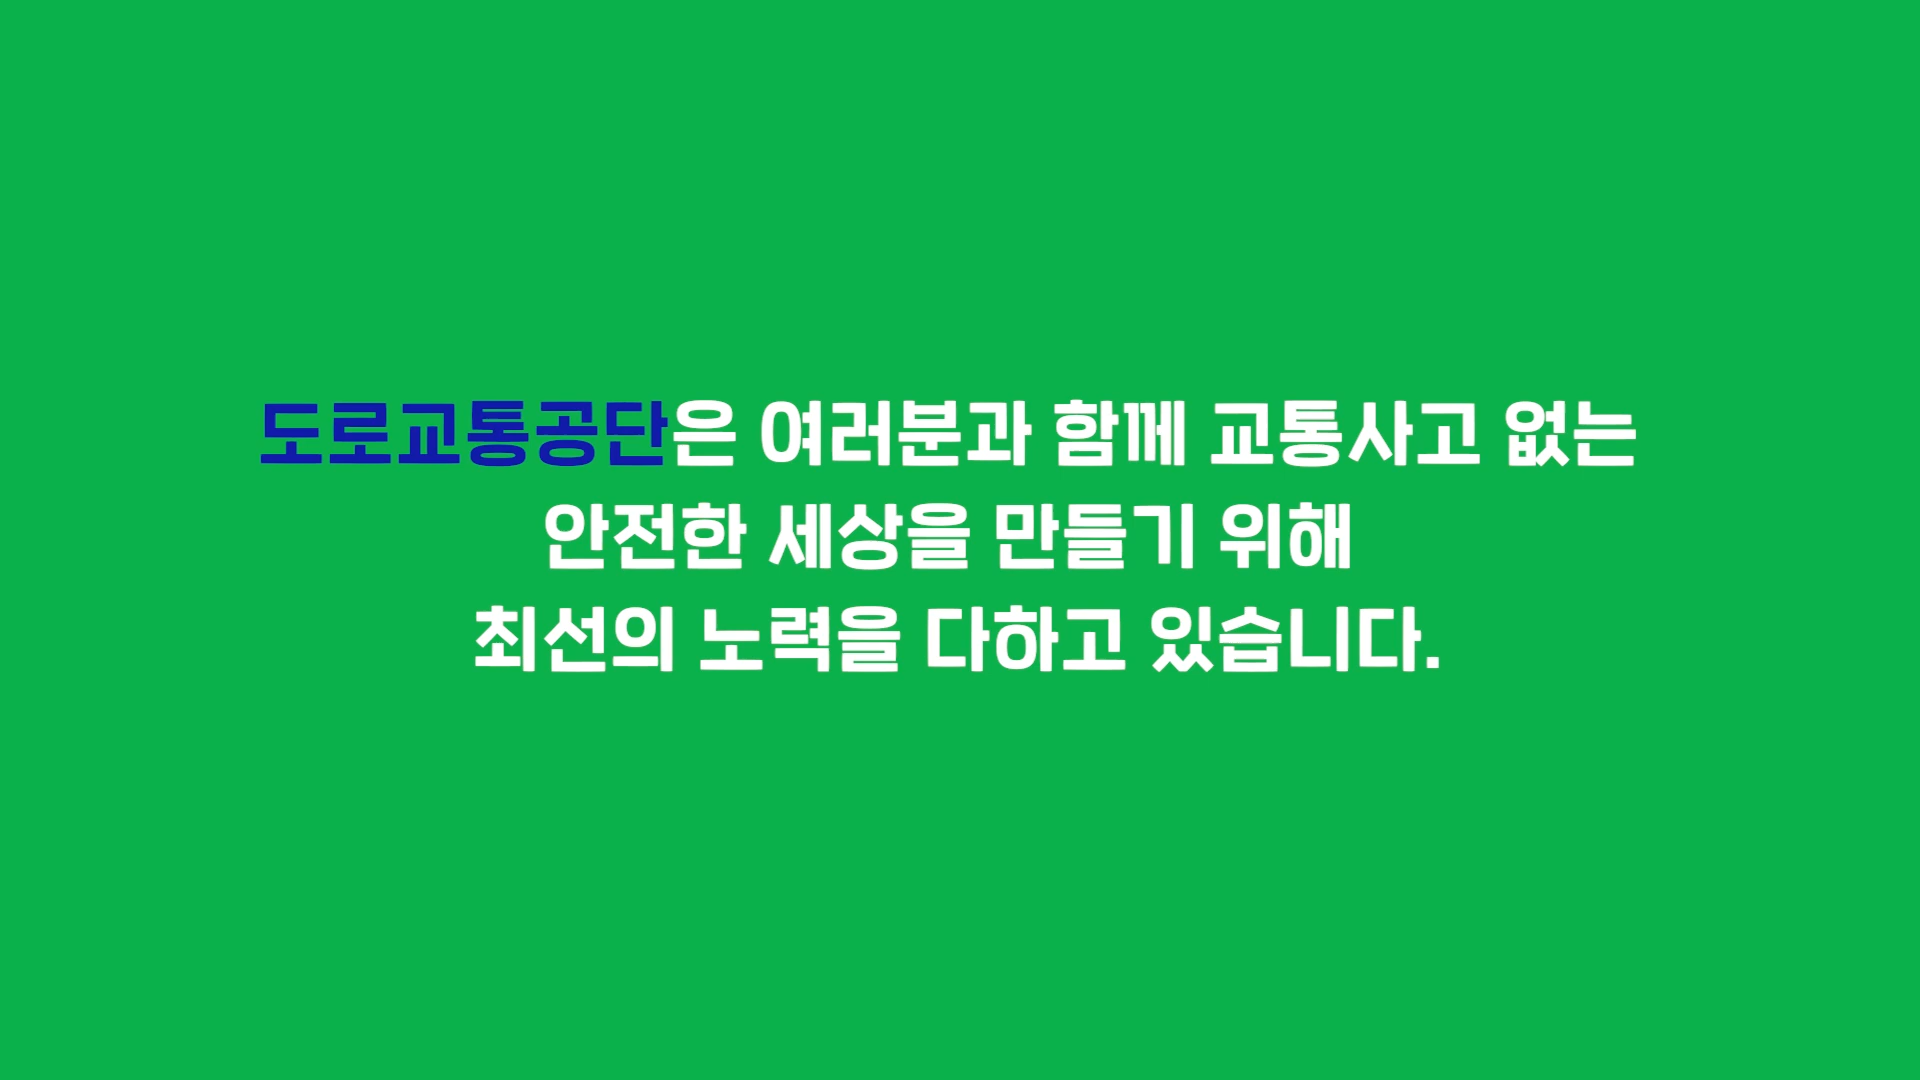 도로교통공단은 여러분과 함께 교통사고 없는
안전한 세상을 만들기 위해
최선의 노력을 다하고 있습니다.